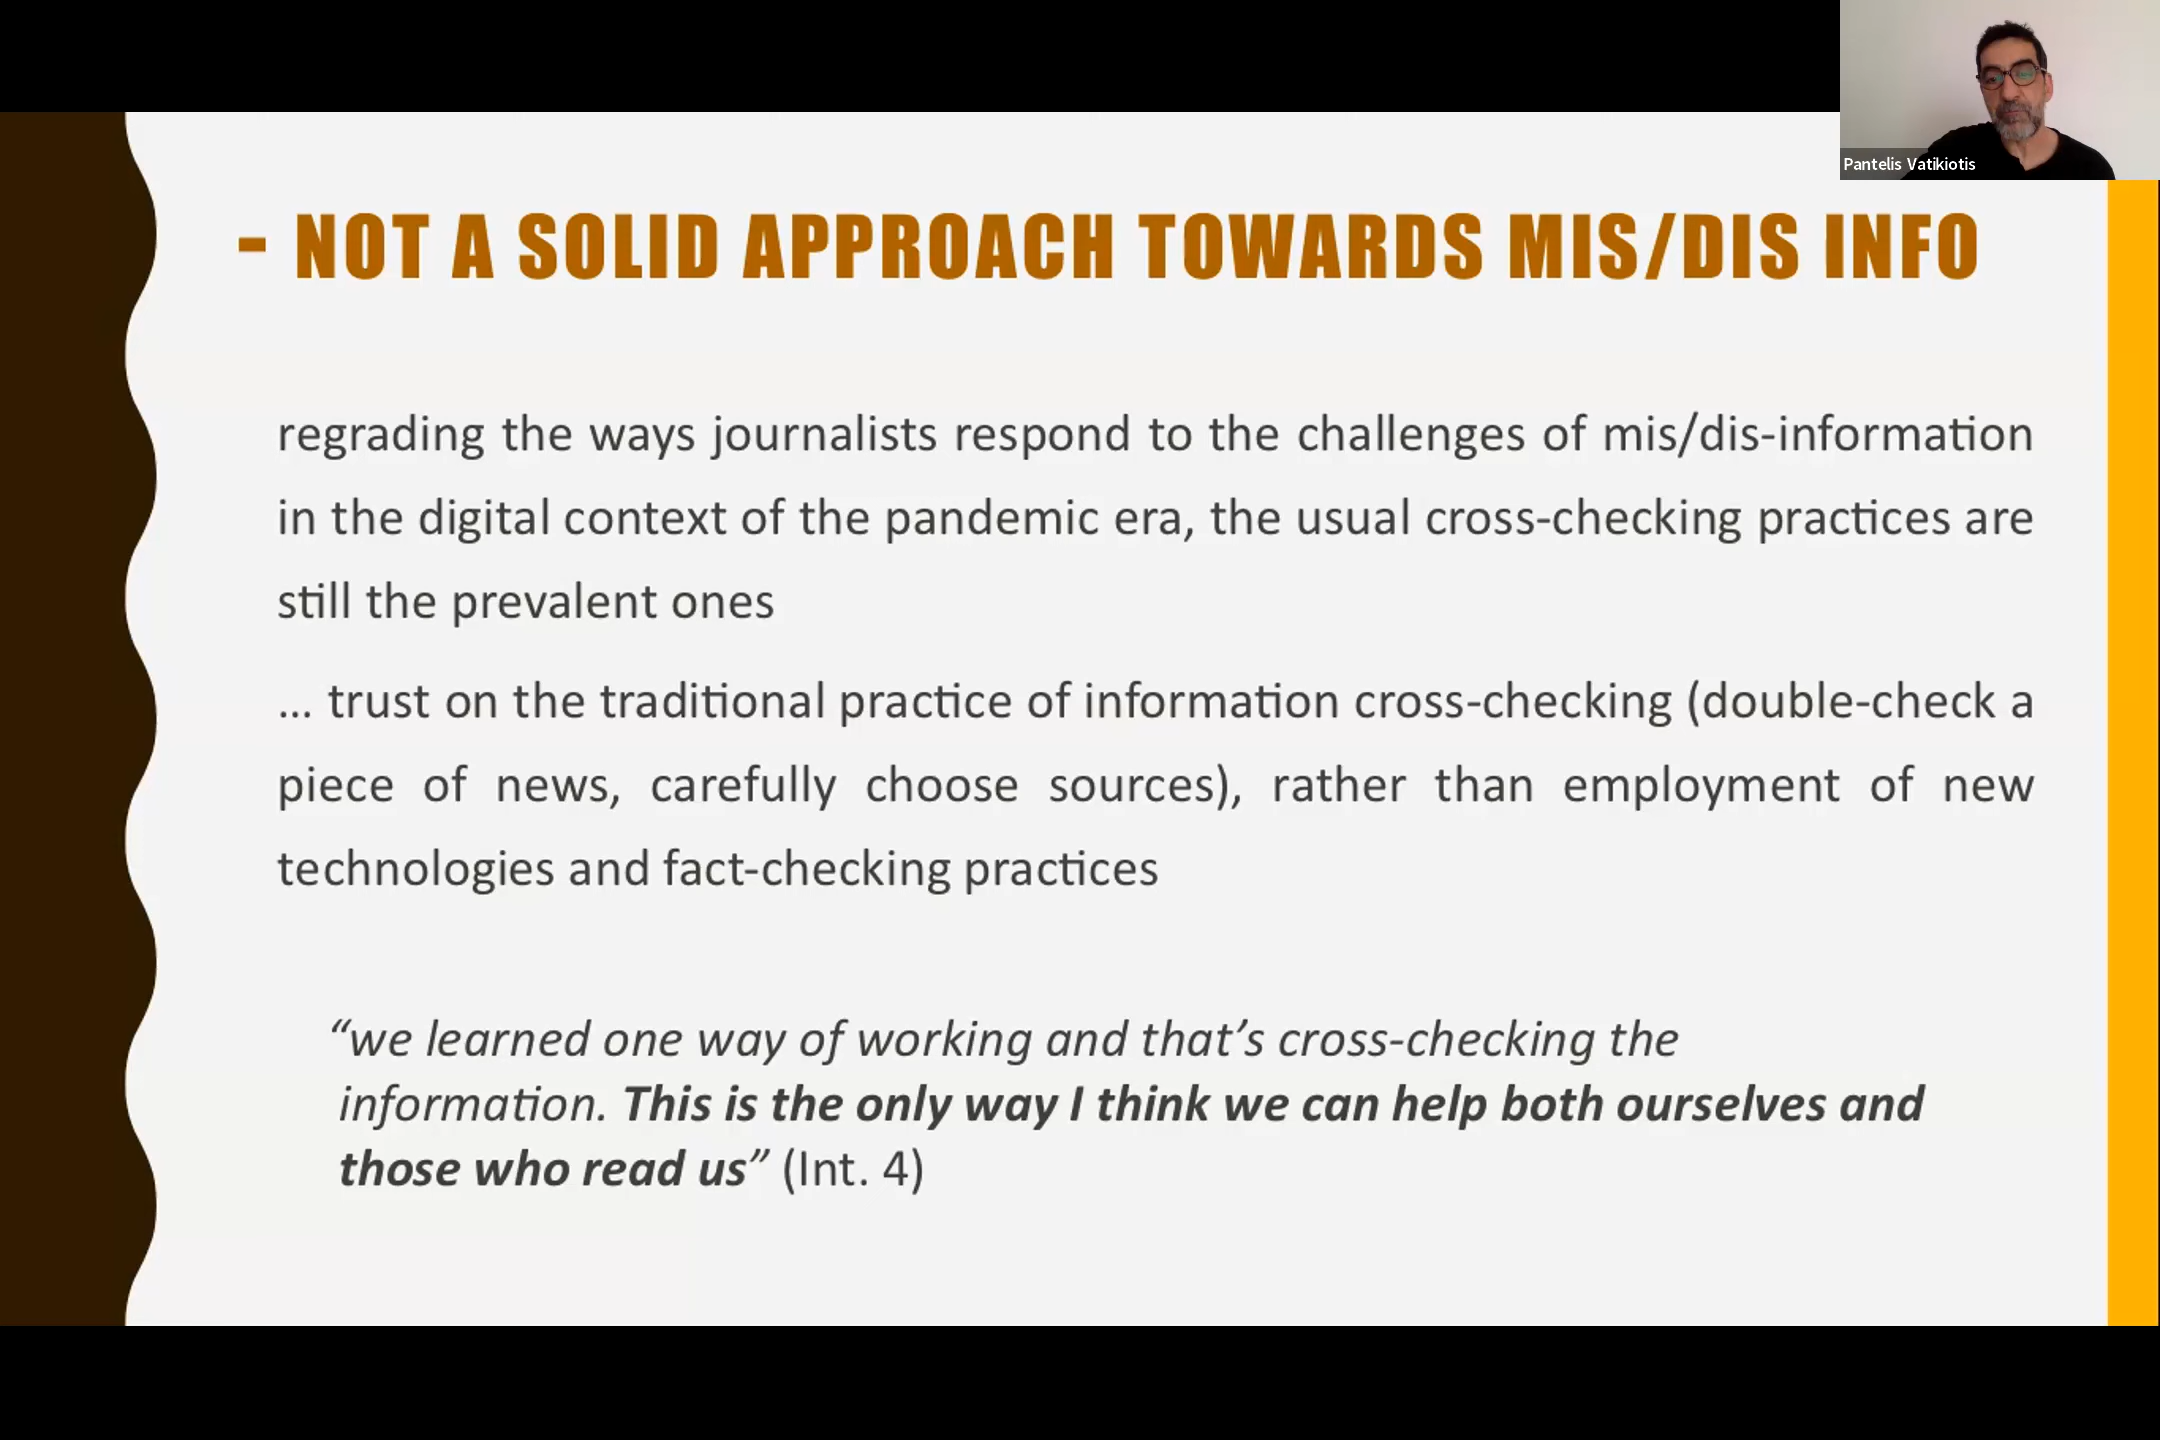 Pantelis Vatikiotis
- NOT A SOLID APPROACH TOWARDS MIS/DIS INFO
regrading the ways journalists respond to the challenges of mis/dis-information
in the digital context of the pandemic era, the usual cross-checking practices are
still the prevalent ones
... trust on the traditional practice of information cross-checking (double-check a
piece of news, carefully choose sources), rather than employment of new
technologies and fact-checking practices
“we learned one way of working and that’s cross-checking the
information. This is the only way I think we can help both ourselves and
those who read us” (Int. 4)